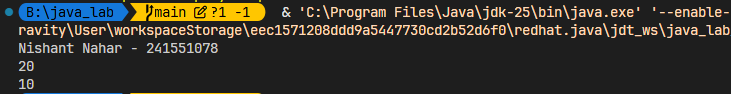 B:\java_lab main ?1 -1 & 'C:\Program Files\Java\jdk-25\bin\java.exe' '--enable-
ravity\User\workspaceStorage\eec1571208ddd9a5447730cd2b52d6f0\redhat.java\jdt_ws\java_lab
Nishant Nahar - 241551078
20
10